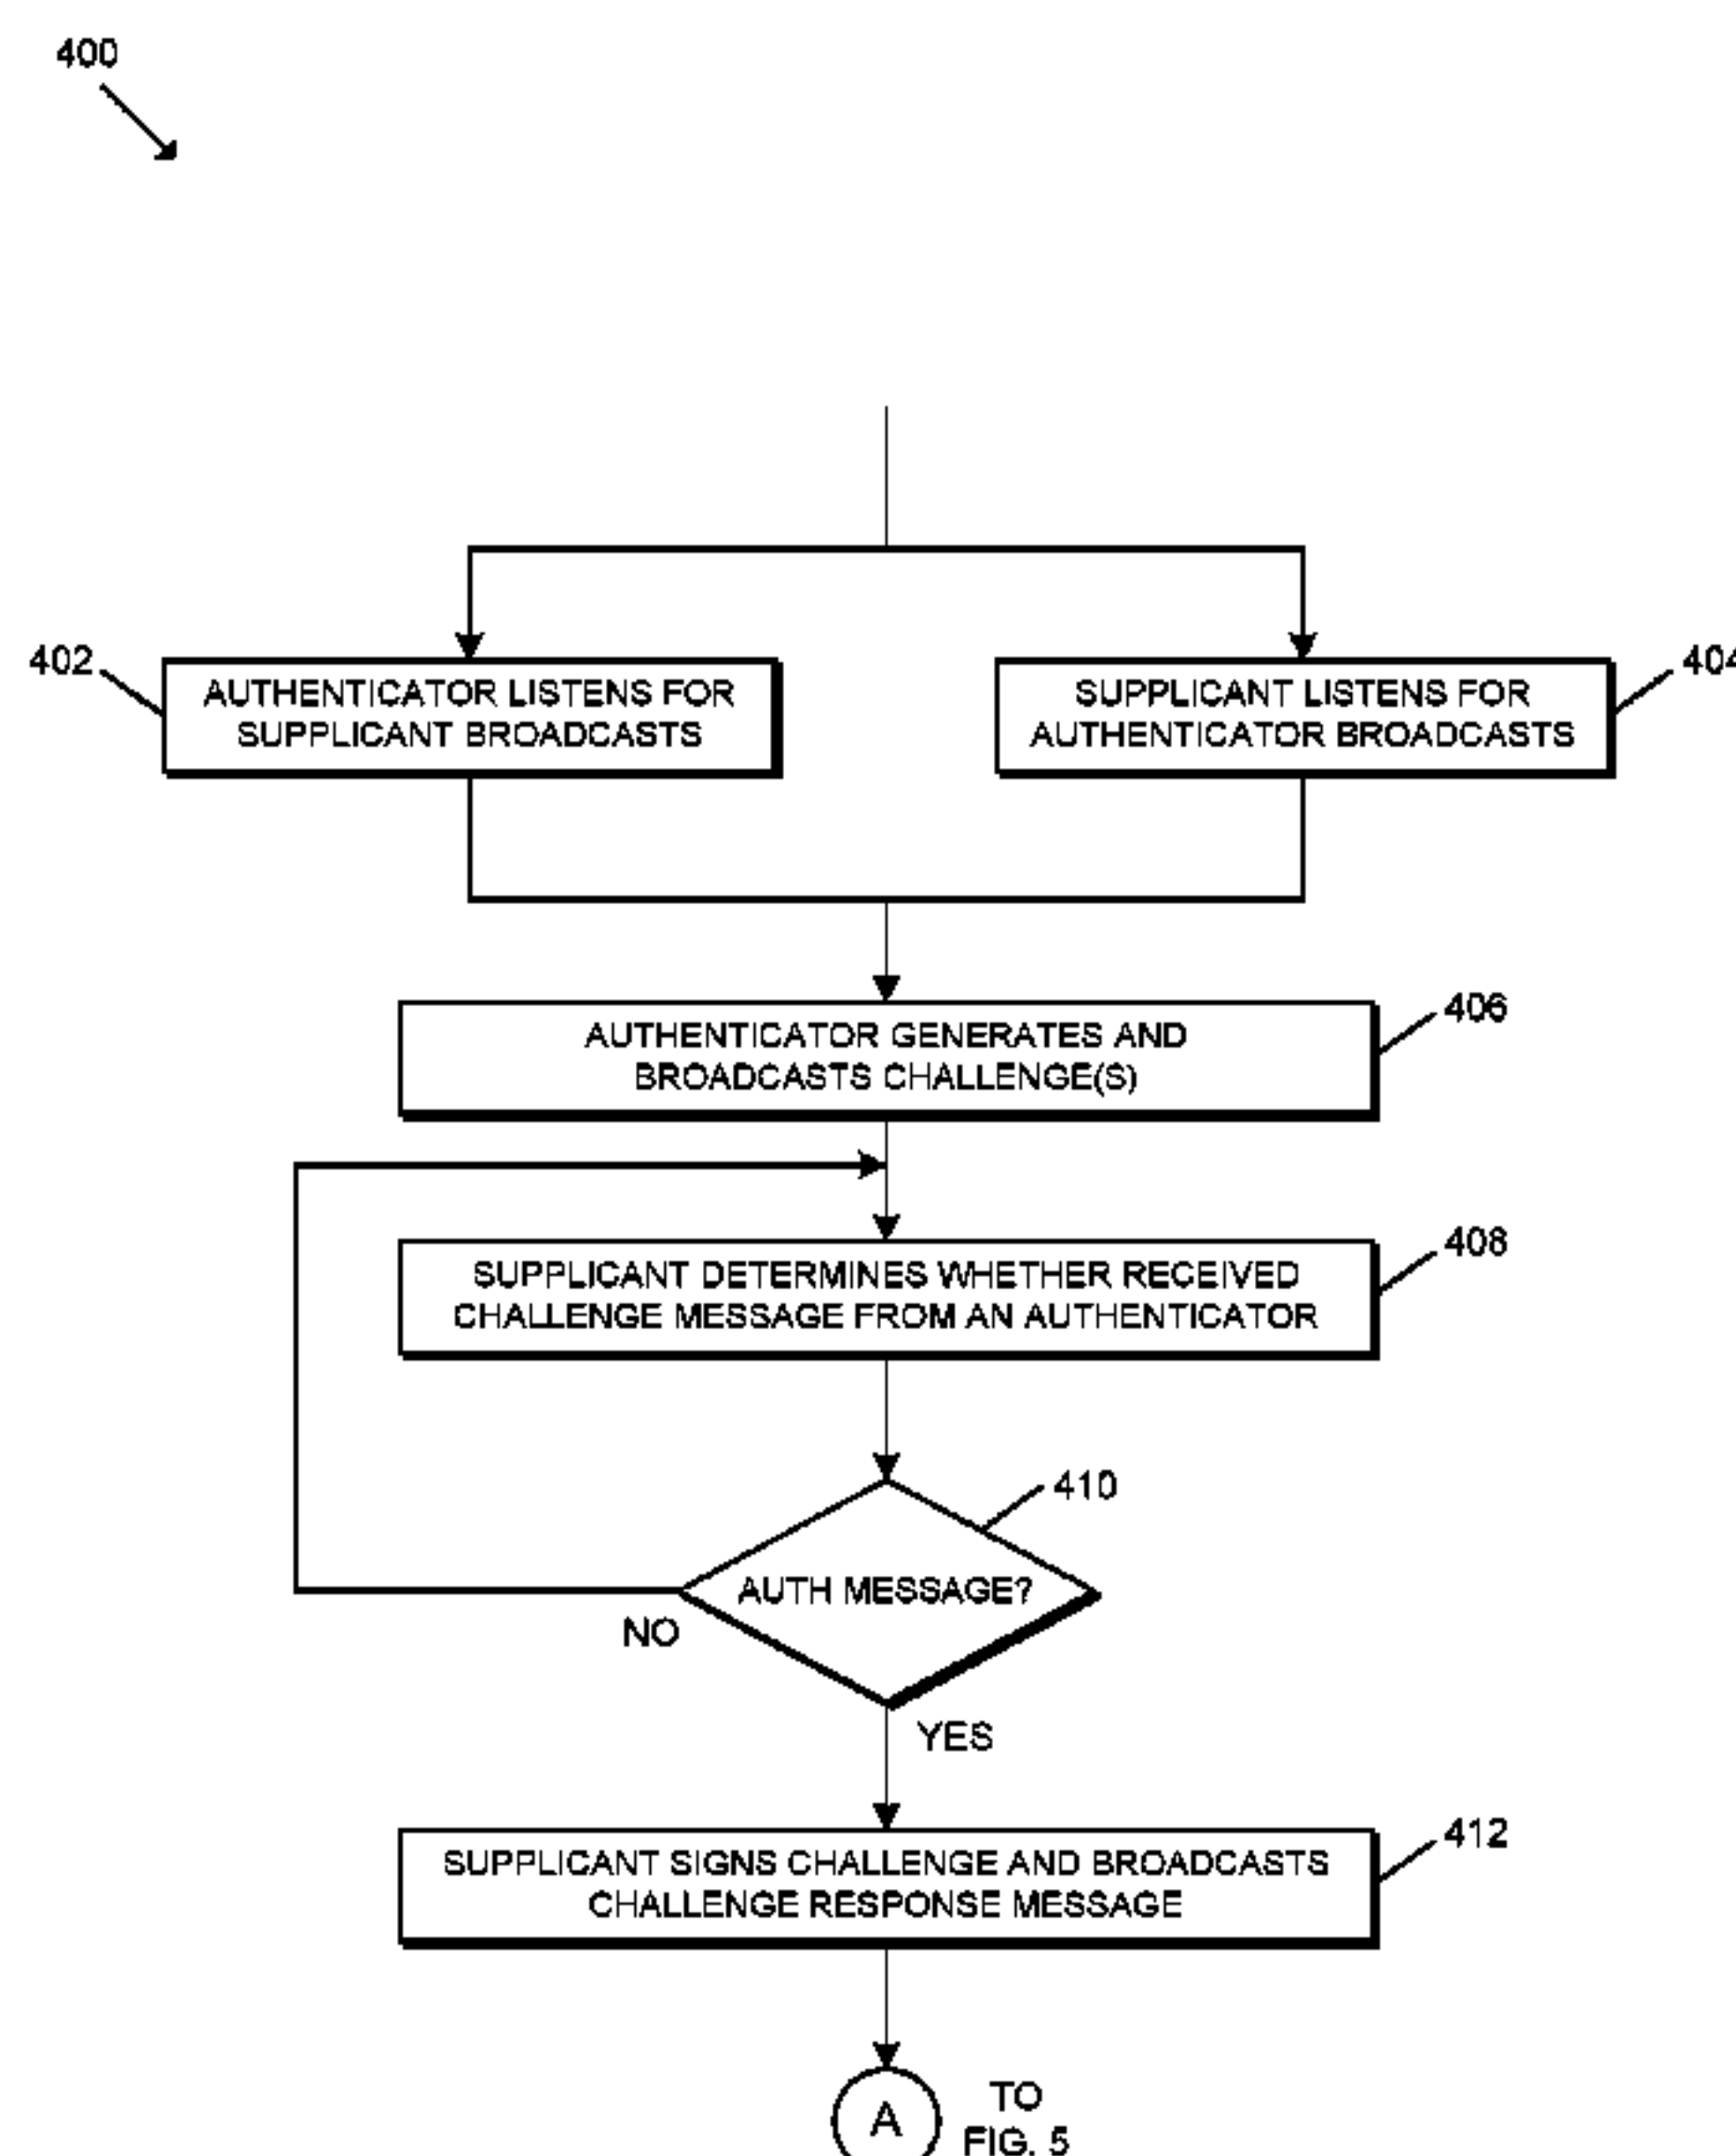 400
402
AUTHENTICATOR LISTENS FOR
SUPPLICANT BROADCASTS
SUPPLICANT LISTENS FOR
AUTHENTICATOR BROADCASTS
404
AUTHENTICATOR GENERATES AND
BROADCASTS CHALLENGE(S)
406
SUPPLICANT DETERMINES WHETHER RECEIVED
CHALLENGE MESSAGE FROM AN AUTHENTICATOR
408
410
AUTH MESSAGE?
NO
YES
SUPPLICANT SIGNS CHALLENGE AND BROADCASTS
CHALLENGE RESPONSE MESSAGE
412
A
TO
FIG. 5